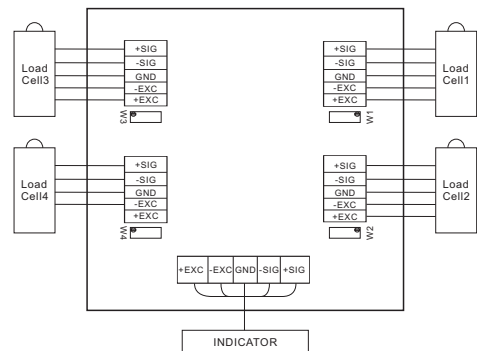 Load
Cell3
+SIG
-SIG
GND
-EXC
+EXC
W3
+SIG
-SIG
GND
-EXC
+EXC
W1
Load
Cell1
Load
Cell4
+SIG
-SIG
GND
-EXC
+EXC
W4
+SIG
-SIG
GND
-EXC
+EXC
W2
Load
Cell2
+EXC -EXC GND -SIG +SIG
INDICATOR